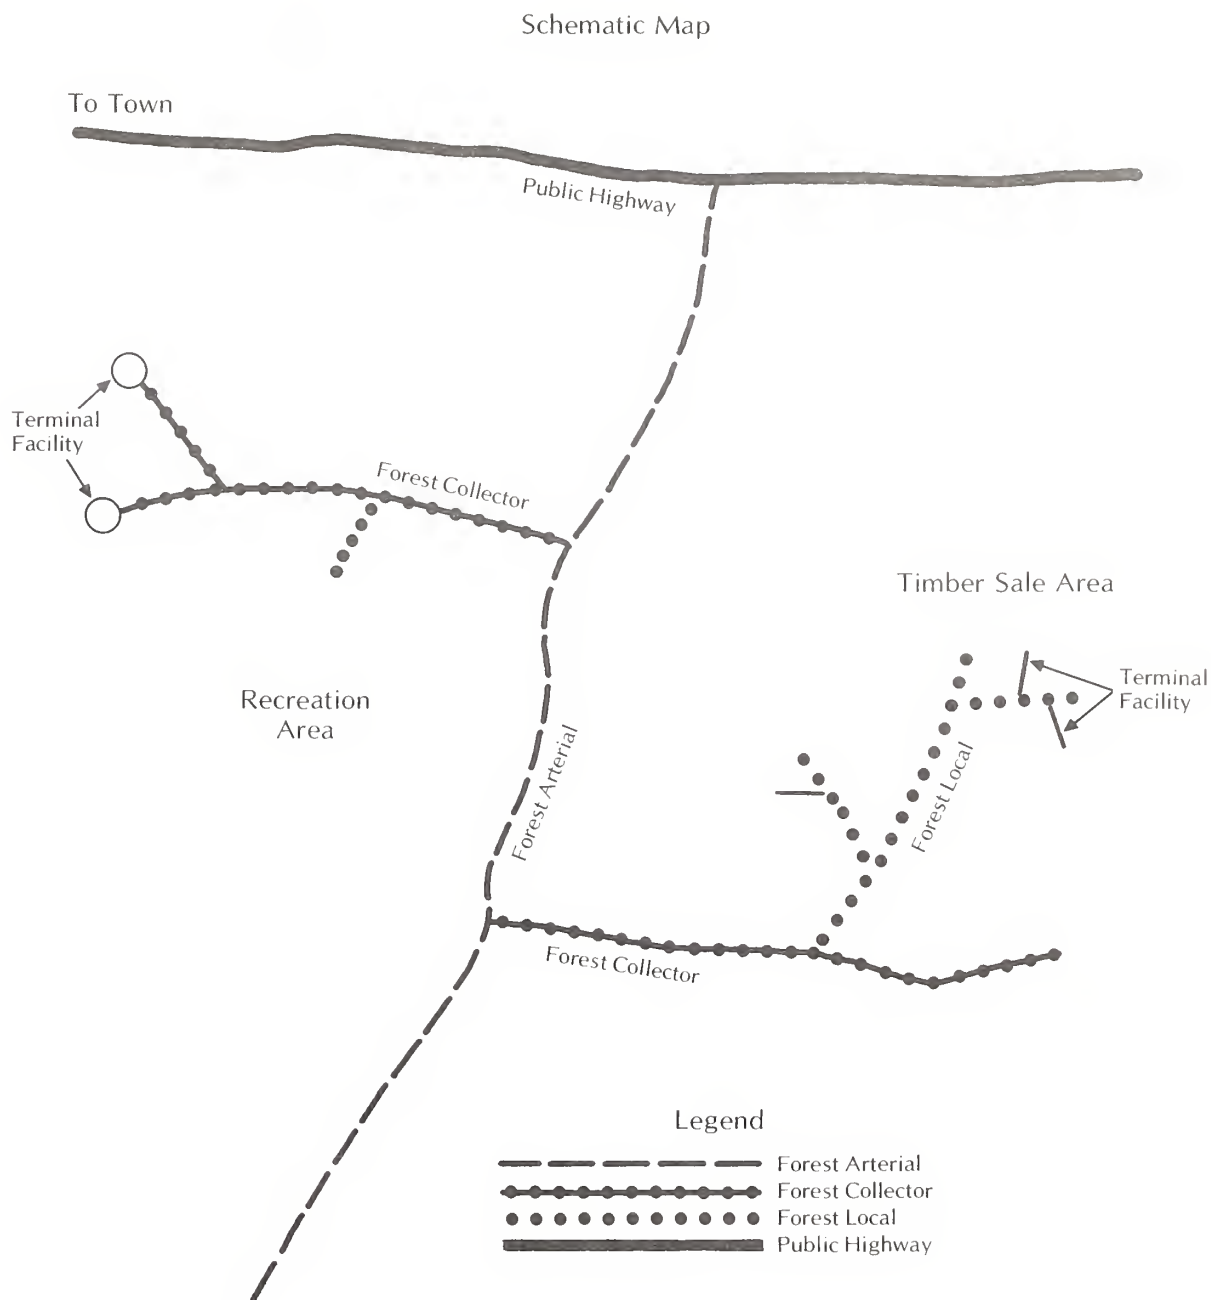 Schematic Map
To Town
Public Highway
Terminal
Facility
Forest Collector
Timber Sale Area
Terminal
Facility
Recreation
Area
Forest Arterial
Forest Local
Forest Collector
Legend
Forest Arterial
Forest Collector
Forest Local
Public Highway